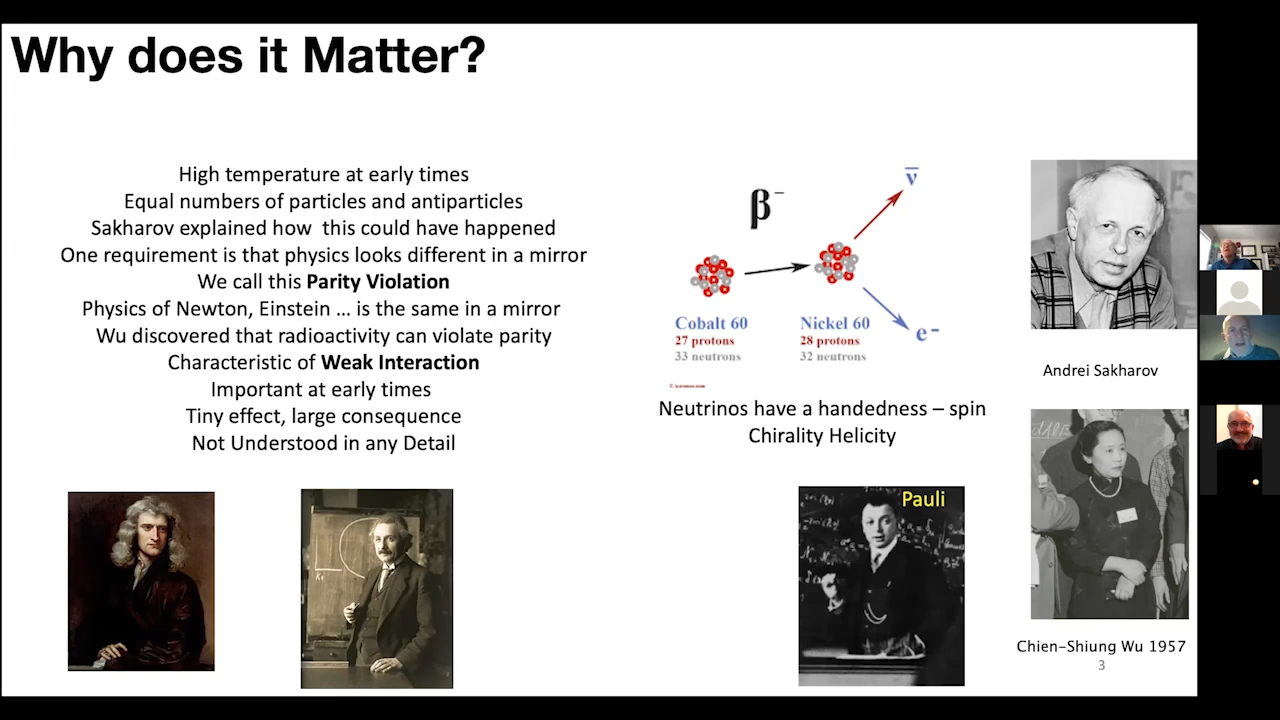 Why does it Matter?
High temperature at early times
Equal numbers of particles and antiparticles
Sakharov explained how this could have happened
One requirement is that physics looks different in a mirror
We call this Parity Violation
Physics of Newton, Einstein ... is the same in a mirror
Wu discovered that radioactivity can violate parity
Characteristic of Weak Interaction
Important at early times
Tiny effect, large consequence
Not Understood in any Detail
β⁻
ν̅
e⁻
Cobalt 60
27 protons
33 neutrons
Nickel 60
28 protons
32 neutrons
Neutrinos have a handedness – spin
Chirality Helicity
Andrei Sakharov
Pauli
Chien-Shiung Wu 1957
3